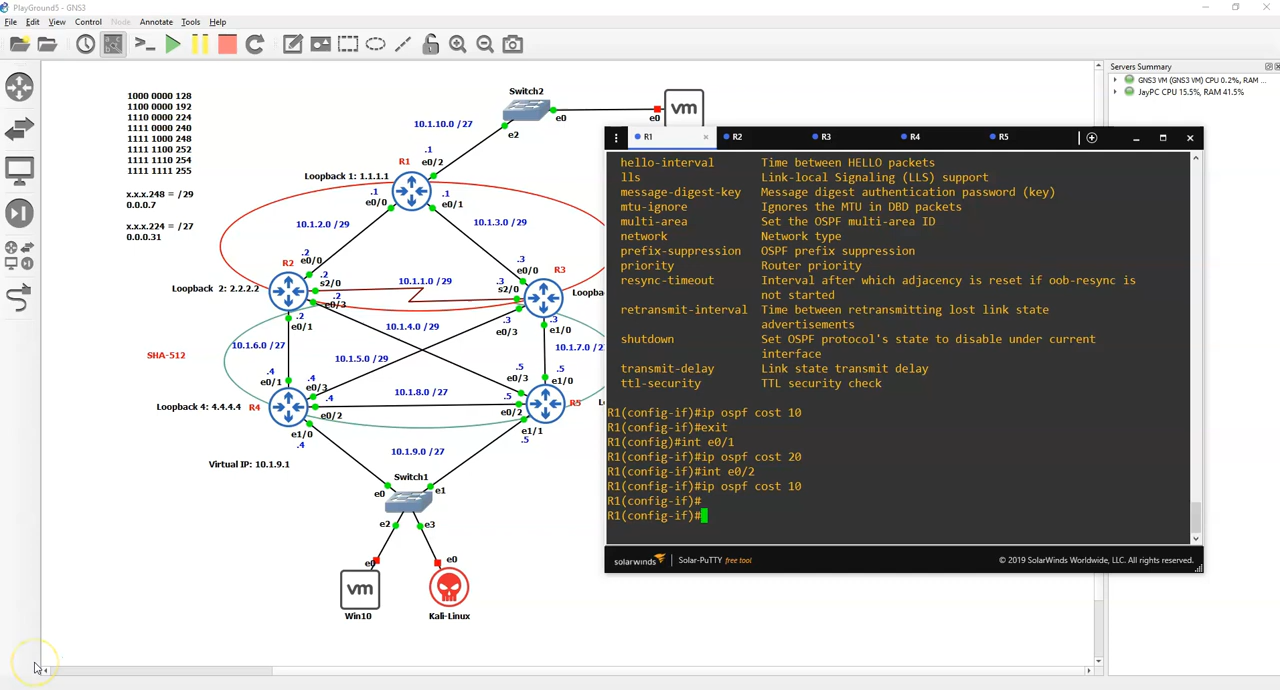 PlayGround5 - GNS3
File Edit View Control Node Annotate Tools Help
Servers Summary
GNS3 VM (GNS3 VM) CPU 0.2%, RAM ...
JayPC CPU 15.5%, RAM 41.5%
1000 0000 128
1100 0000 192
1110 0000 224
1111 0000 240
1111 1000 248
1111 1100 252
1111 1110 254
1111 1111 255
x.x.x.248 = /29
0.0.0.7
x.x.x.224 = /27
0.0.0.31
Switch2
e0
e2
vm
e0
10.1.10.0 /27
.1
R1
e0/2
Loopback 1: 1.1.1.1
.1
e0/0
.1
e0/1
10.1.2.0 /29
10.1.3.0 /29
.2
R2
e0/0
.3
R3
e0/0
Loopback 2: 2.2.2.2
s2/0
10.1.1.0 /29
.3
s2/0
Loopba
.2
e0/3
.2
e0/1
.3
e0/3
.3
e1/0
10.1.4.0 /29
10.1.6.0 /27
10.1.5.0 /29
10.1.7.0 /2
SHA-512
.4
e0/1
.4
e0/3
.5
e0/3
.5
e1/0
10.1.8.0 /27
Loopback 4: 4.4.4.4
R4
.4
e0/2
.5
e0/2
R5
e1/0
.4
e1/1
.5
10.1.9.0 /27
Virtual IP: 10.1.9.1
Switch1
e0
e1
e2
e3
e0
e0
vm
Win10
Kali-Linux
R1
R2
R3
R4
R5
hello-interval Time between HELLO packets
lls Link-local Signaling (LLS) support
message-digest-key Message digest authentication password (key)
mtu-ignore Ignores the MTU in DBD packets
multi-area Set the OSPF multi-area ID
network Network type
prefix-suppression OSPF prefix suppression
priority Router priority
resync-timeout Interval after which adjacency is reset if oob-resync is
not started
retransmit-interval Time between retransmitting lost link state
advertisements
shutdown Set OSPF protocol's state to disable under current
interface
transmit-delay Link state transmit delay
ttl-security TTL security check
R1(config-if)#ip ospf cost 10
R1(config-if)#exit
R1(config)#int e0/1
R1(config-if)#ip ospf cost 20
R1(config-if)#int e0/2
R1(config-if)#ip ospf cost 10
R1(config-if)#
R1(config-if)#
solarwinds Solar-PuTTY free tool
© 2019 SolarWinds Worldwide, LLC. All rights reserved.